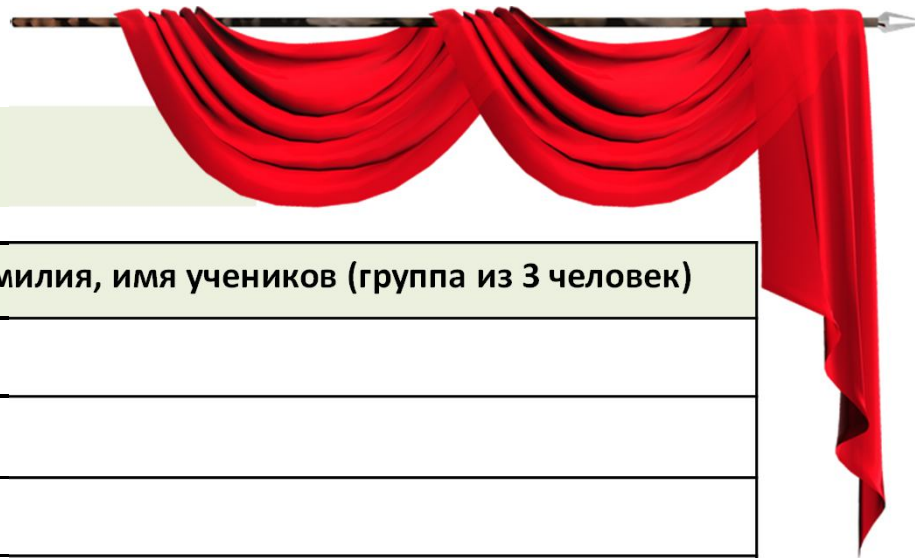 милия, имя учеников (группа из 3 человек)